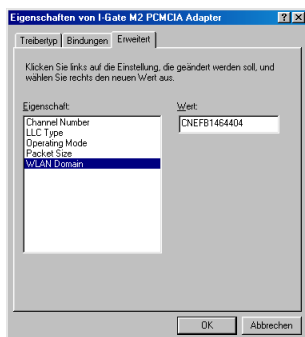 Eigenschaften von I-Gate M2 PCMCIA Adapter
Treibertyp
Bindungen
Erweitert
Klicken Sie links auf die Einstellung, die geändert werden soll, und
wählen Sie rechts den neuen Wert aus.
Eigenschaft:
Wert:
Channel Number
LLC Type
Operating Mode
Packet Size
WLAN Domain
CNEFB1464404
OK
Abbrechen